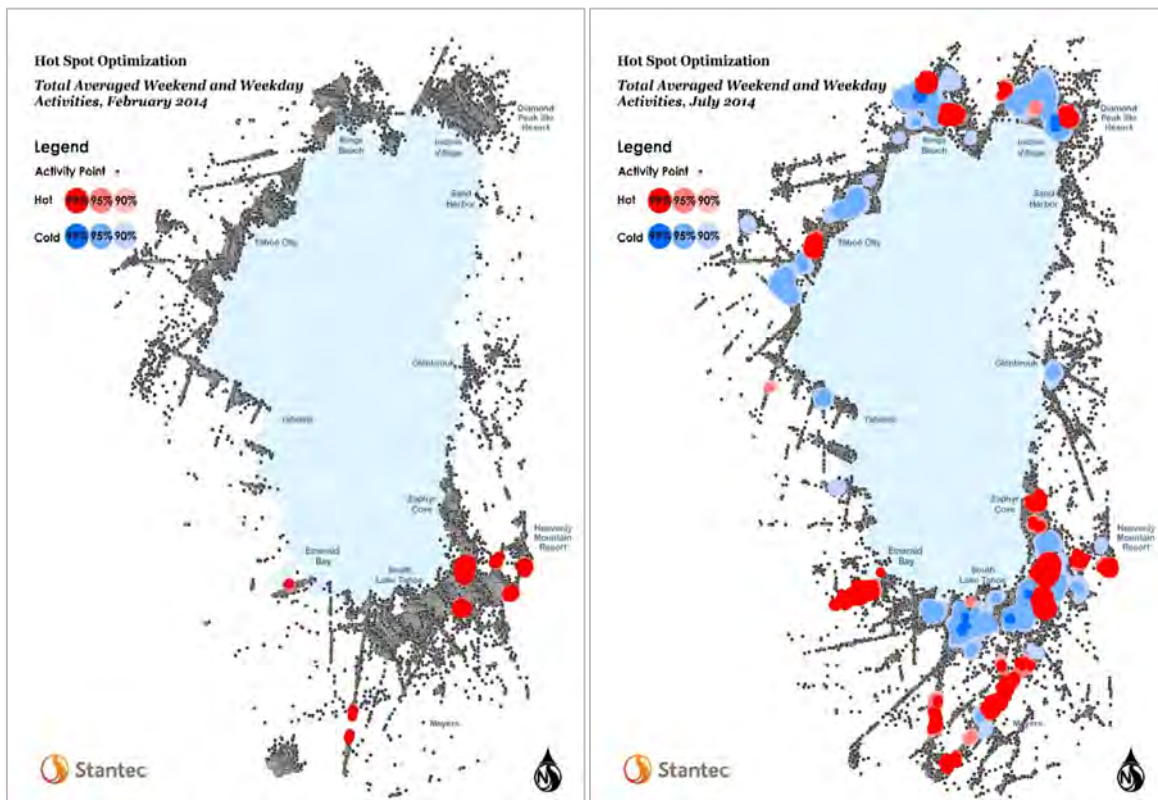 Hot Spot Optimization
Total Averaged Weekend and Weekday
Activities, February 2014
Legend
Activity Point
Hot 99% 95% 90%
Cold 99% 95% 90%
Diamond
Peak Ski
Resort
Kings
Beach
Incline
Village
Sand
Harbor
Tahoe City
Glenbrook
Tahoma
Zephyr
Cove
Heavenly
Mountain
Resort
Emerald
Bay
South
Lake Tahoe
Meyers
Stantec
N
Hot Spot Optimization
Total Averaged Weekend and Weekday
Activities, July 2014
Legend
Activity Point
Hot 99% 95% 90%
Cold 99% 95% 90%
Diamond
Peak Ski
Resort
Kings
Beach
Incline
Village
Sand
Harbor
Tahoe City
Glenbrook
Tahoma
Zephyr
Cove
Heavenly
Mountain
Resort
Emerald
Bay
South
Lake Tahoe
Meyers
Stantec
N